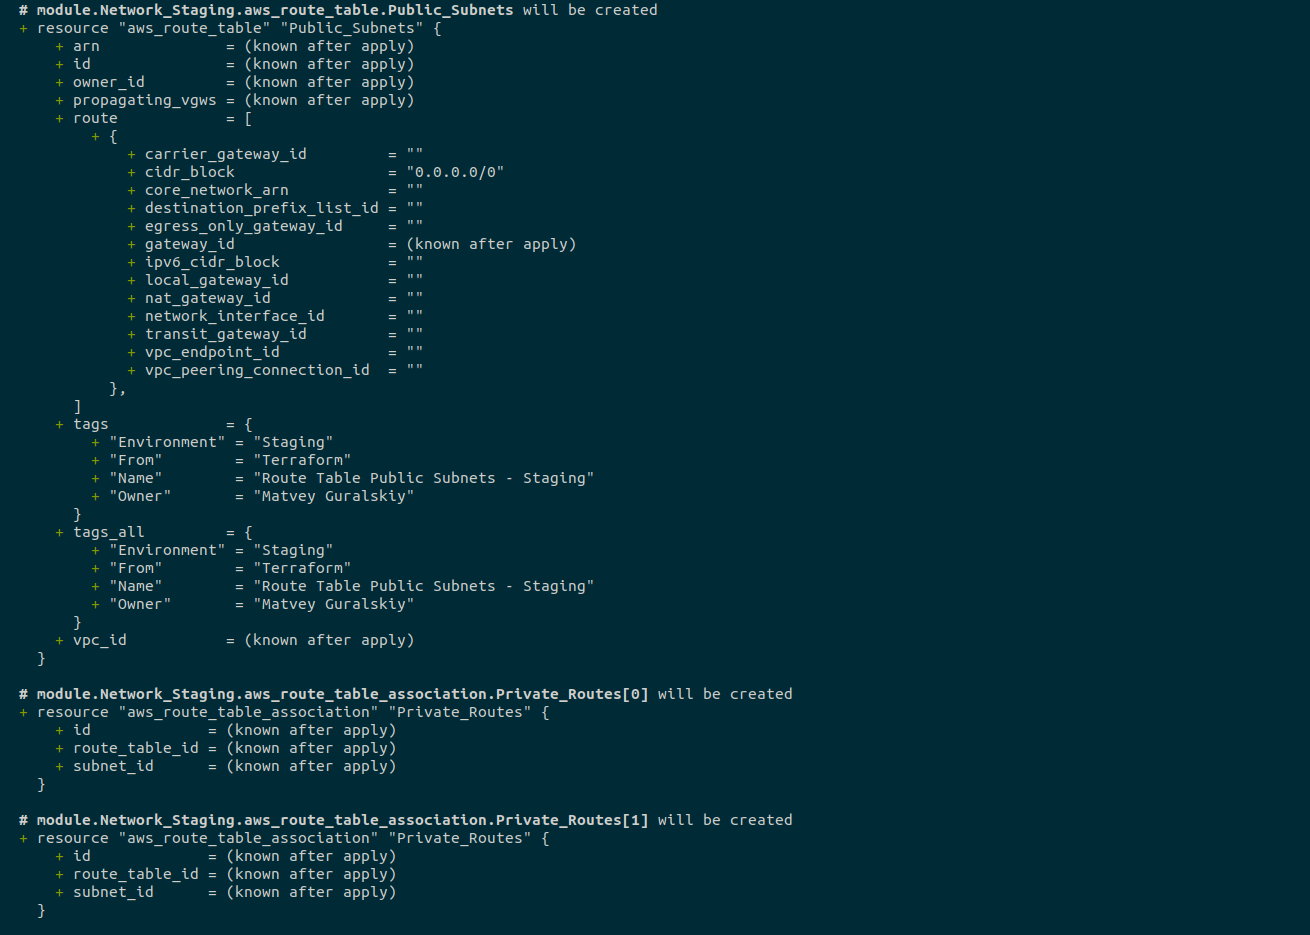 # module.Network_Staging.aws_route_table.Public_Subnets will be created
+ resource "aws_route_table" "Public_Subnets" {
+ arn = (known after apply)
+ id = (known after apply)
+ owner_id = (known after apply)
+ propagating_vgws = (known after apply)
+ route = [
+ {
+ carrier_gateway_id = ""
+ cidr_block = "0.0.0.0/0"
+ core_network_arn = ""
+ destination_prefix_list_id = ""
+ egress_only_gateway_id = ""
+ gateway_id = (known after apply)
+ ipv6_cidr_block = ""
+ local_gateway_id = ""
+ nat_gateway_id = ""
+ network_interface_id = ""
+ transit_gateway_id = ""
+ vpc_endpoint_id = ""
+ vpc_peering_connection_id = ""
},
]
+ tags = {
+ "Environment" = "Staging"
+ "From" = "Terraform"
+ "Name" = "Route Table Public Subnets - Staging"
+ "Owner" = "Matvey Guralskiy"
}
+ tags_all = {
+ "Environment" = "Staging"
+ "From" = "Terraform"
+ "Name" = "Route Table Public Subnets - Staging"
+ "Owner" = "Matvey Guralskiy"
}
+ vpc_id = (known after apply)
}
# module.Network_Staging.aws_route_table_association.Private_Routes[0] will be created
+ resource "aws_route_table_association" "Private_Routes" {
+ id = (known after apply)
+ route_table_id = (known after apply)
+ subnet_id = (known after apply)
}
# module.Network_Staging.aws_route_table_association.Private_Routes[1] will be created
+ resource "aws_route_table_association" "Private_Routes" {
+ id = (known after apply)
+ route_table_id = (known after apply)
+ subnet_id = (known after apply)
}